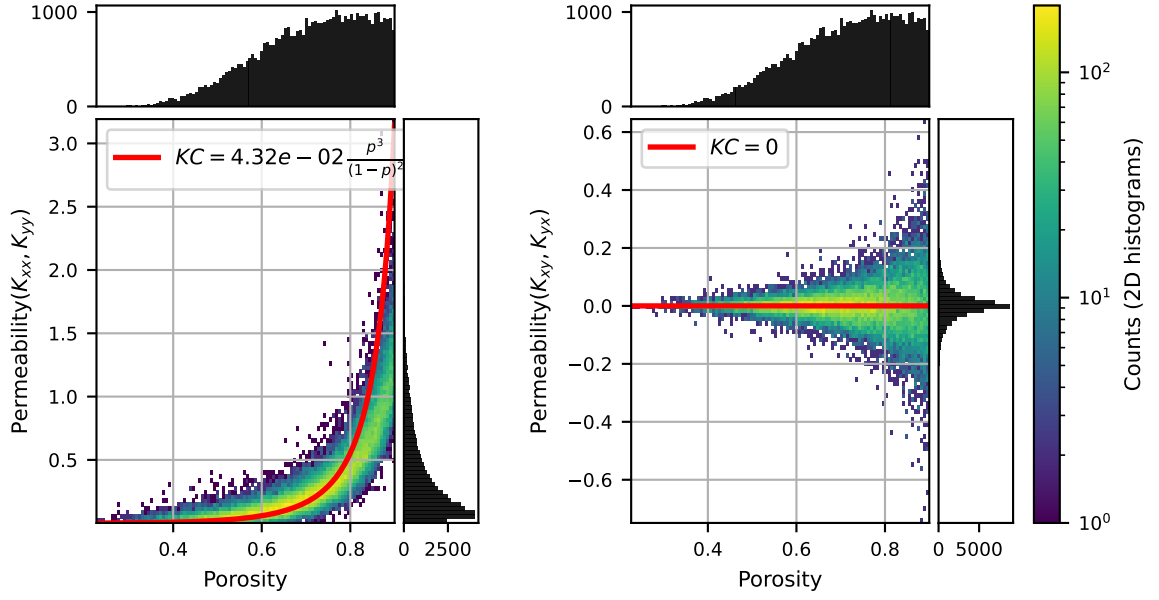 1000
0
KC = 4.32e − 02 p³/(1−p)²
3.0
2.5
2.0
1.5
1.0
0.5
Permeability(Kxx, Kyy)
0.4 0.6 0.8
0 2500
Porosity
1000
0
KC = 0
0.6
0.4
0.2
0.0
−0.2
−0.4
−0.6
Permeability(Kxy, Kyx)
0.4 0.6 0.8
0 5000
Porosity
10²
10¹
10⁰
Counts (2D histograms)